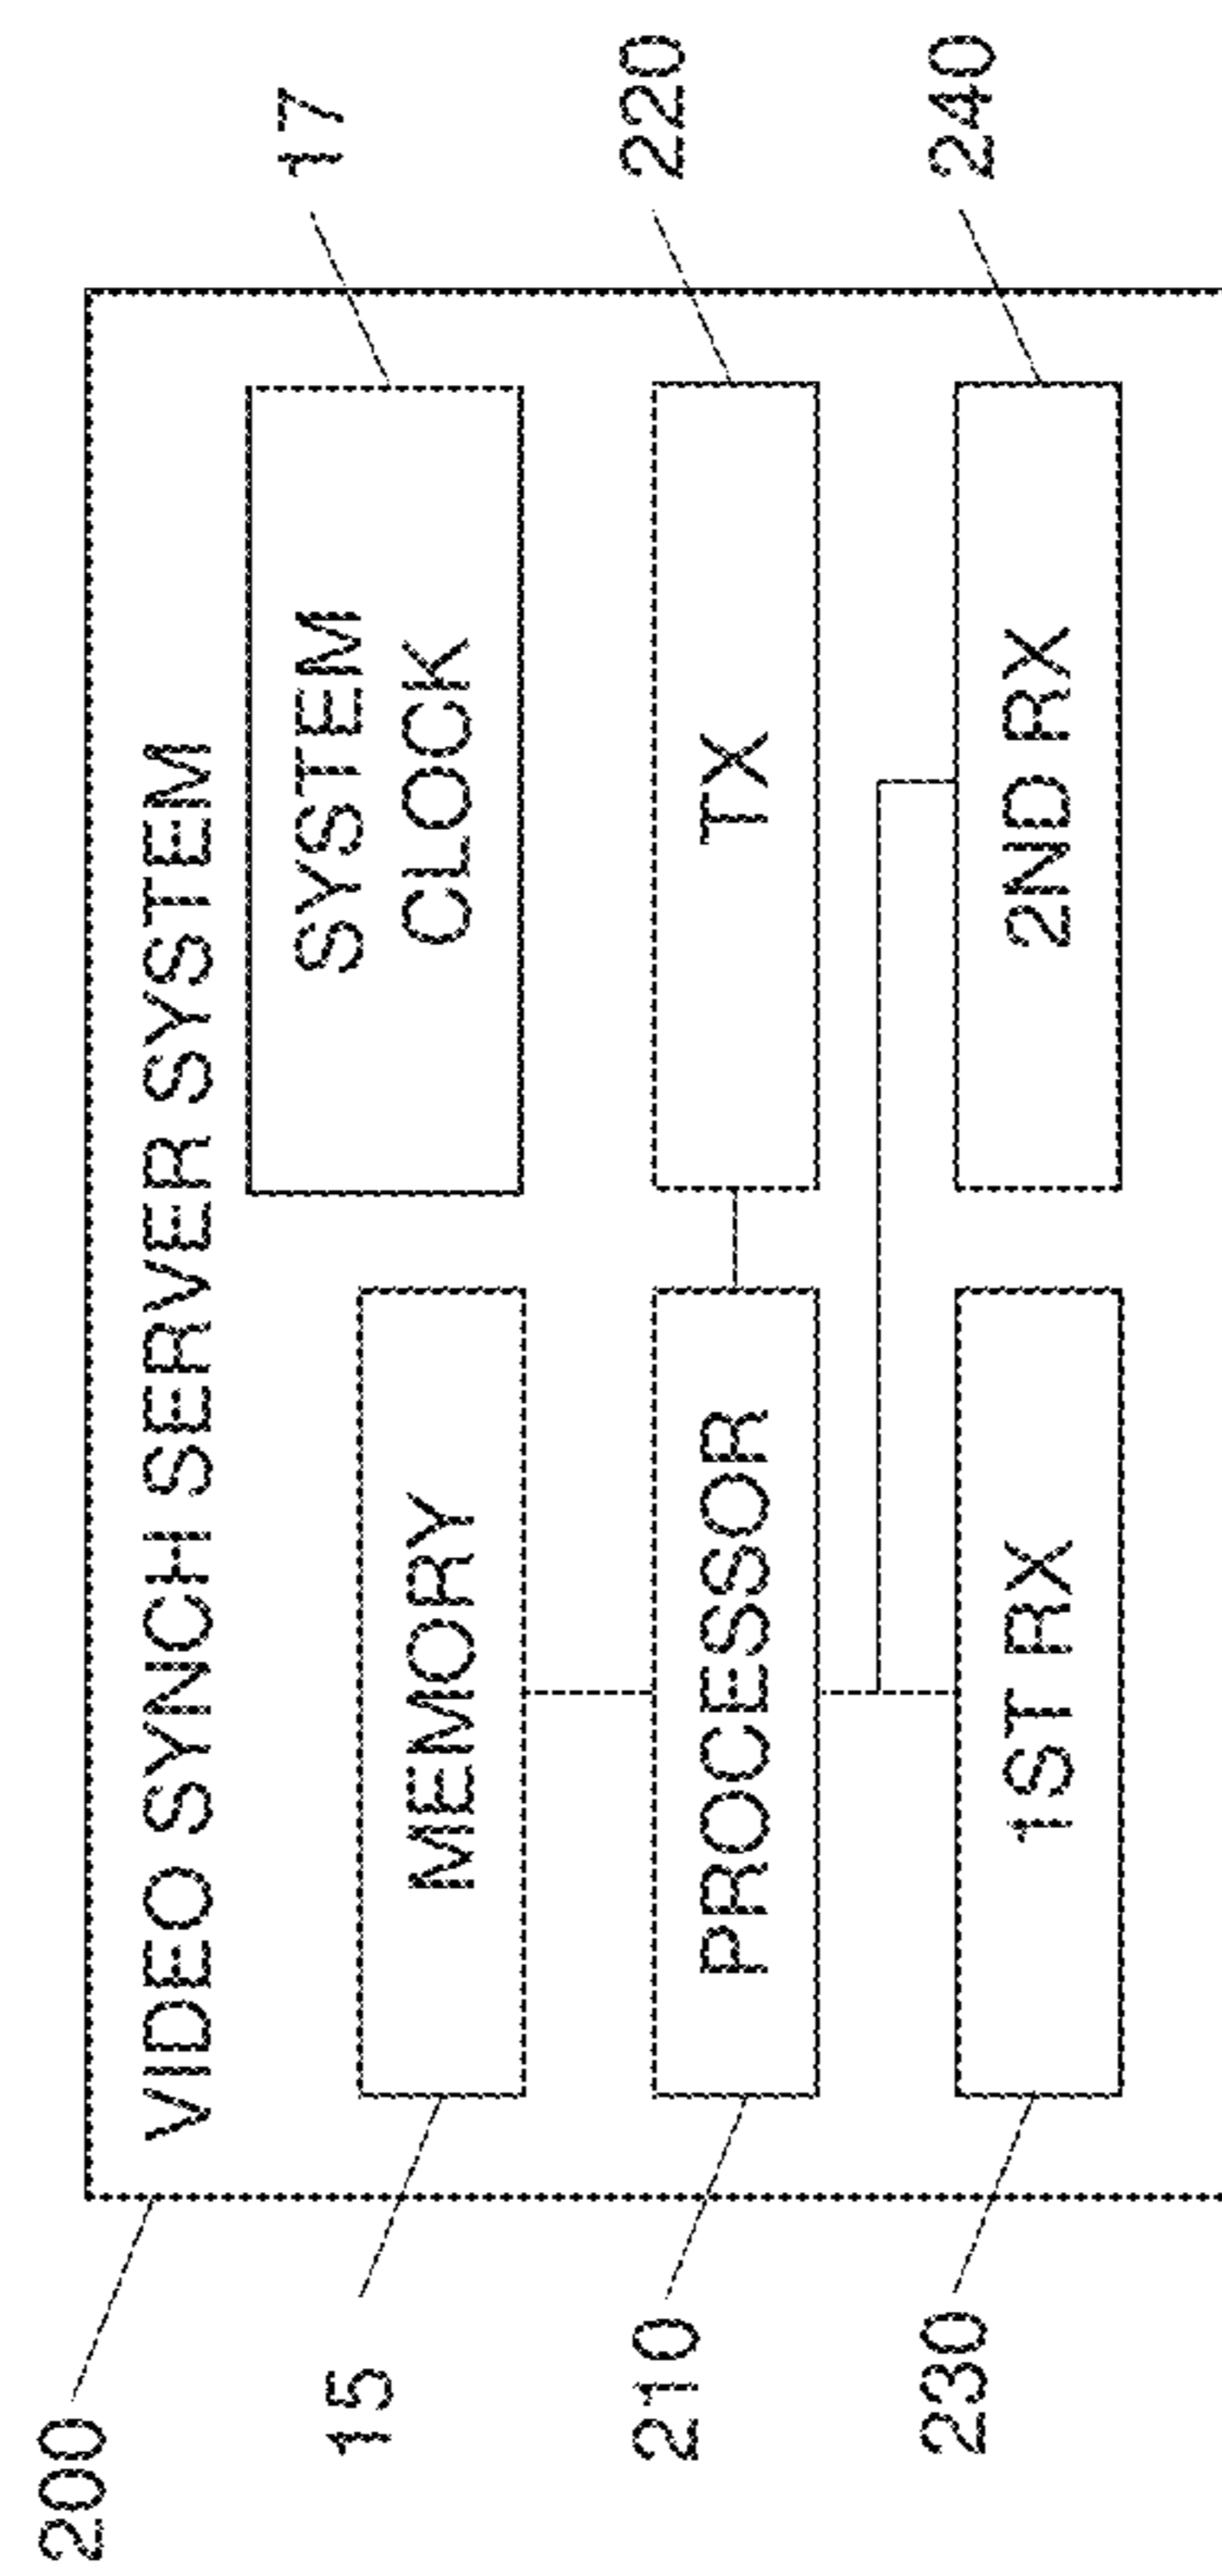 200
VIDEO SYNCH SERVER SYSTEM
15
MEMORY
SYSTEM
CLOCK
17
210
PROCESSOR
TX
220
230
1ST RX
2ND RX
240